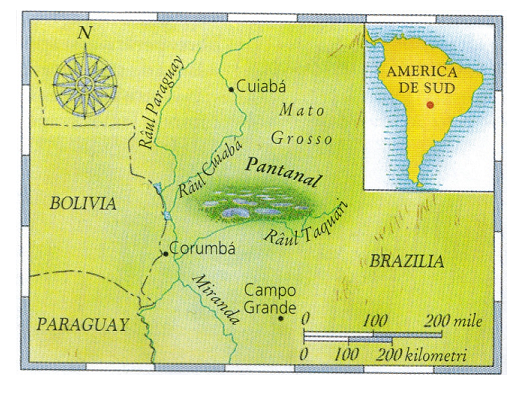 N
Râul Paraguay
Cuiabá
Mato
Grosso
Râul Cuiaba
Pantanal
BOLIVIA
Râul Taquari
Corumbá
BRAZILIA
Miranda
Campo
Grande
PARAGUAY
0 100 200 mile
0 100 200 kilometri
AMERICA
DE SUD